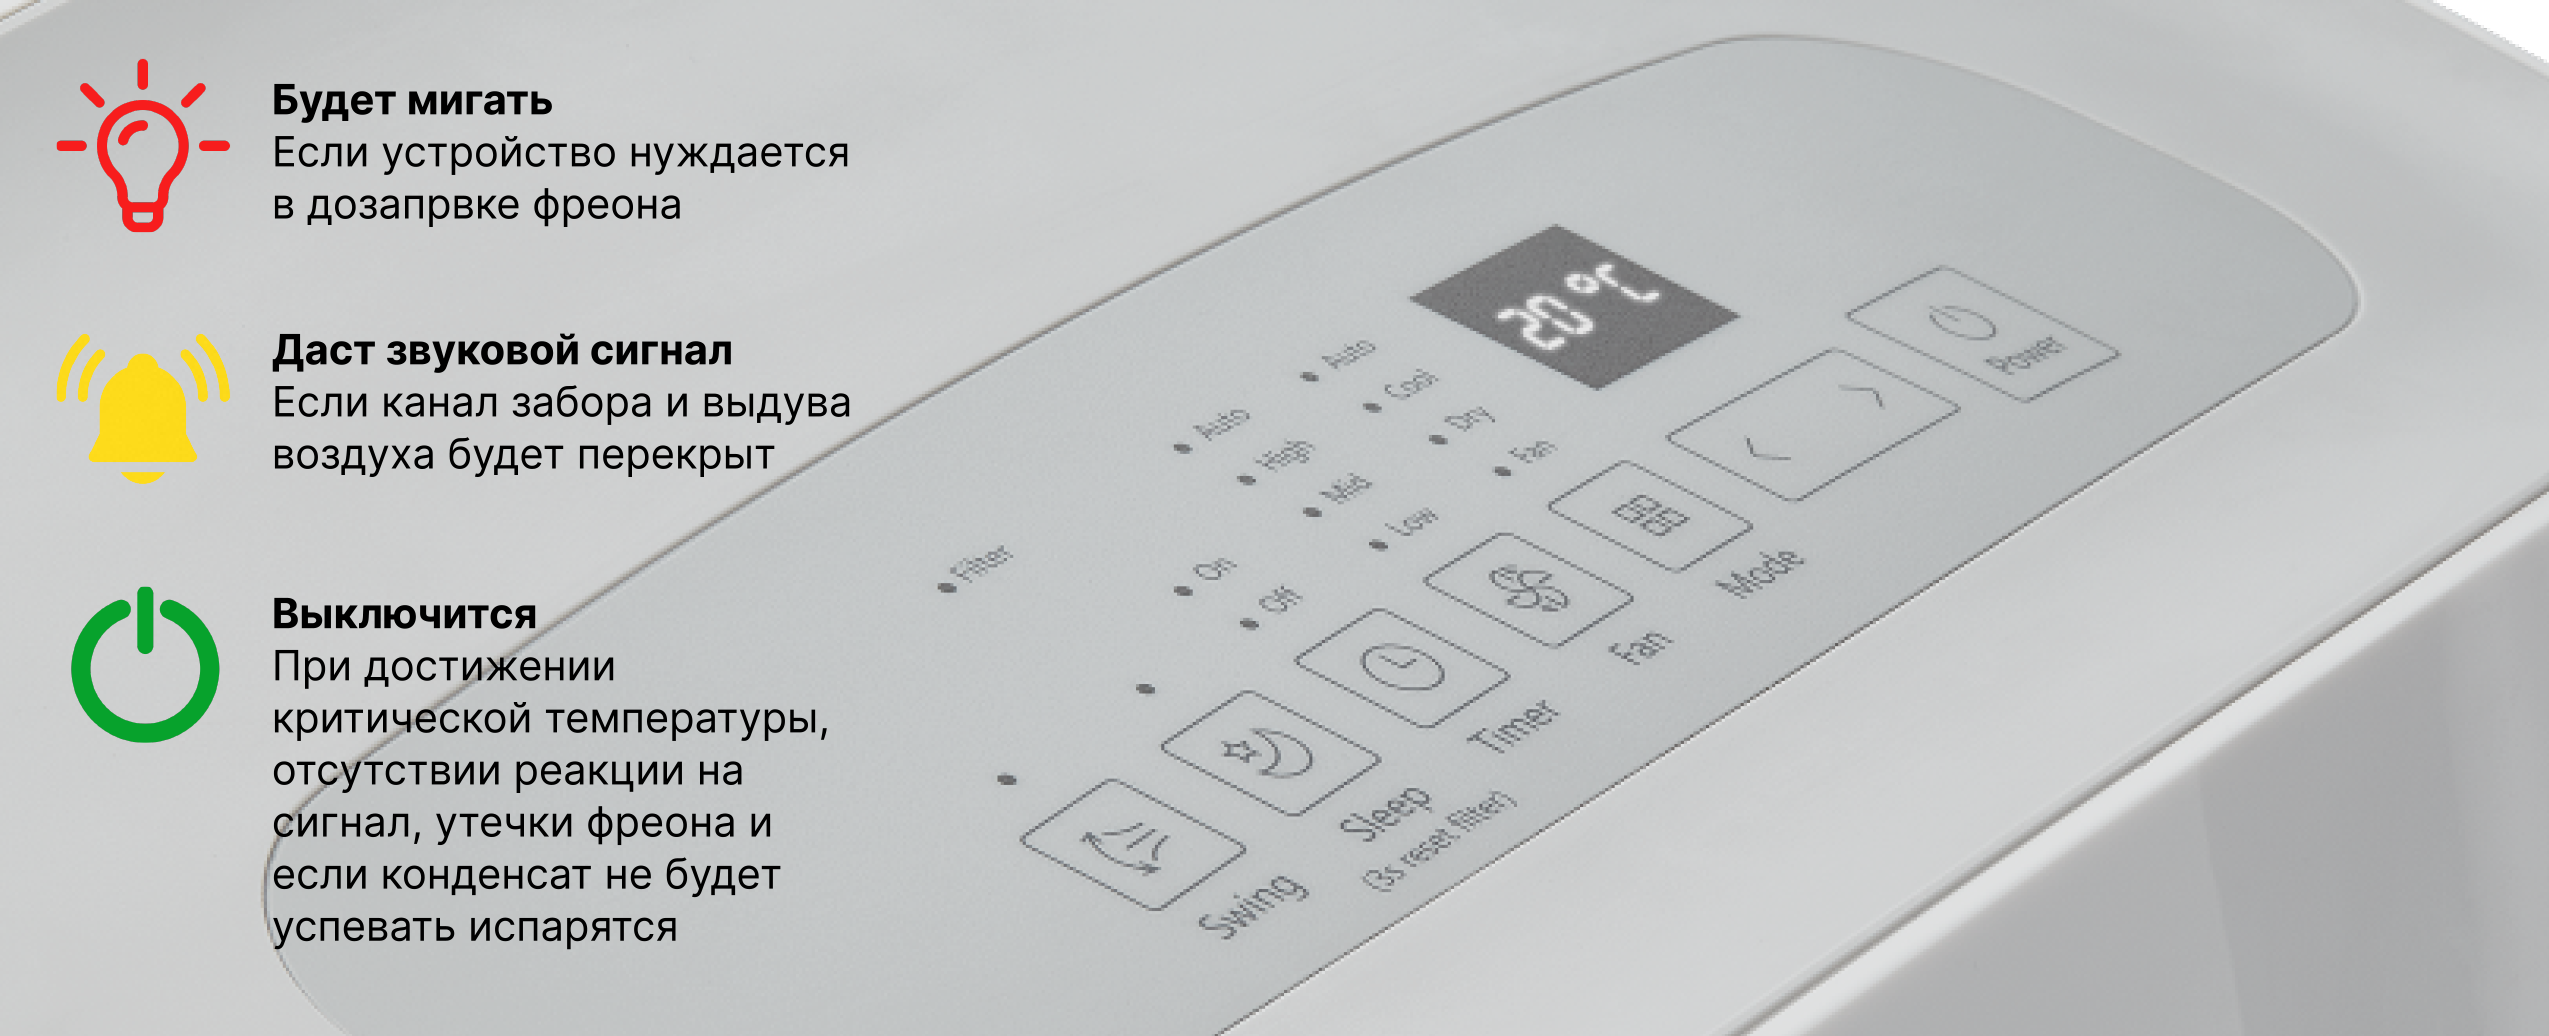 Будет мигать
Если устройство нуждается
в дозапрвке фреона
Даст звуковой сигнал
Если канал забора и выдува
воздуха будет перекрыт
Выключится
При достижении
критической температуры,
отсутствии реакции на
сигнал, утечки фреона и
если конденсат не будет
успевать испарятся
20 °C
Power
Auto
Cool
Dry
Fan
Auto
High
Mid
Low
Mode
Filter
On
Off
Fan
Timer
Sleep
(3s reset filter)
Swing